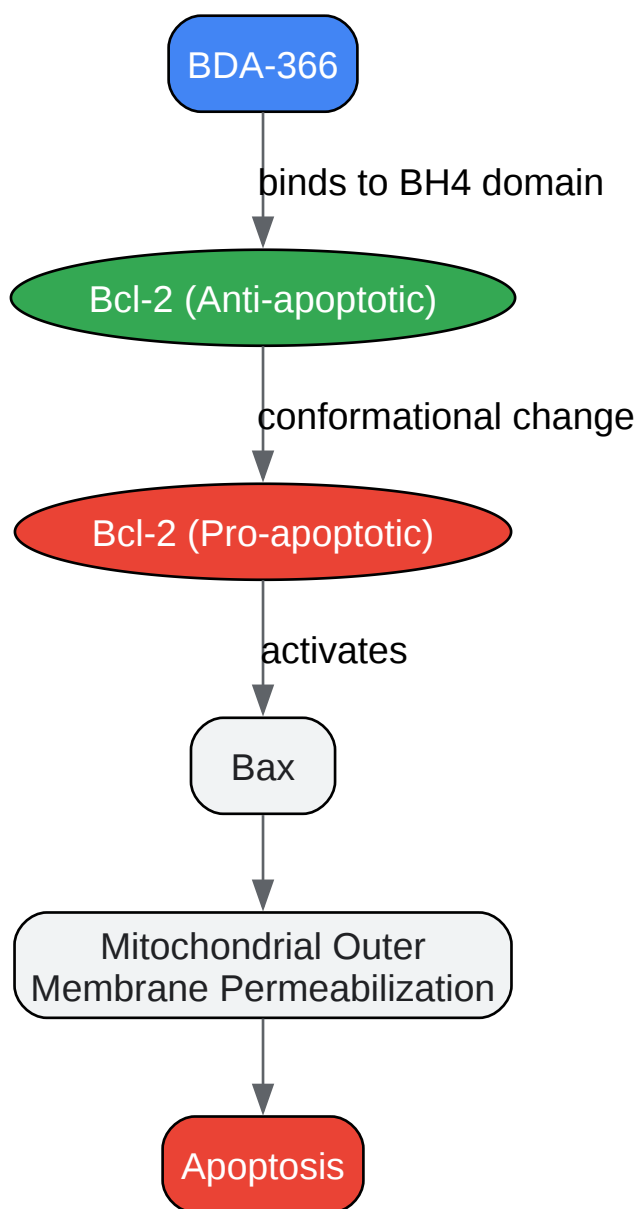 BDA-366
binds to BH4 domain
Bcl-2 (Anti-apoptotic)
conformational change
Bcl-2 (Pro-apoptotic)
activates
Bax
Mitochondrial Outer
Membrane Permeabilization
Apoptosis